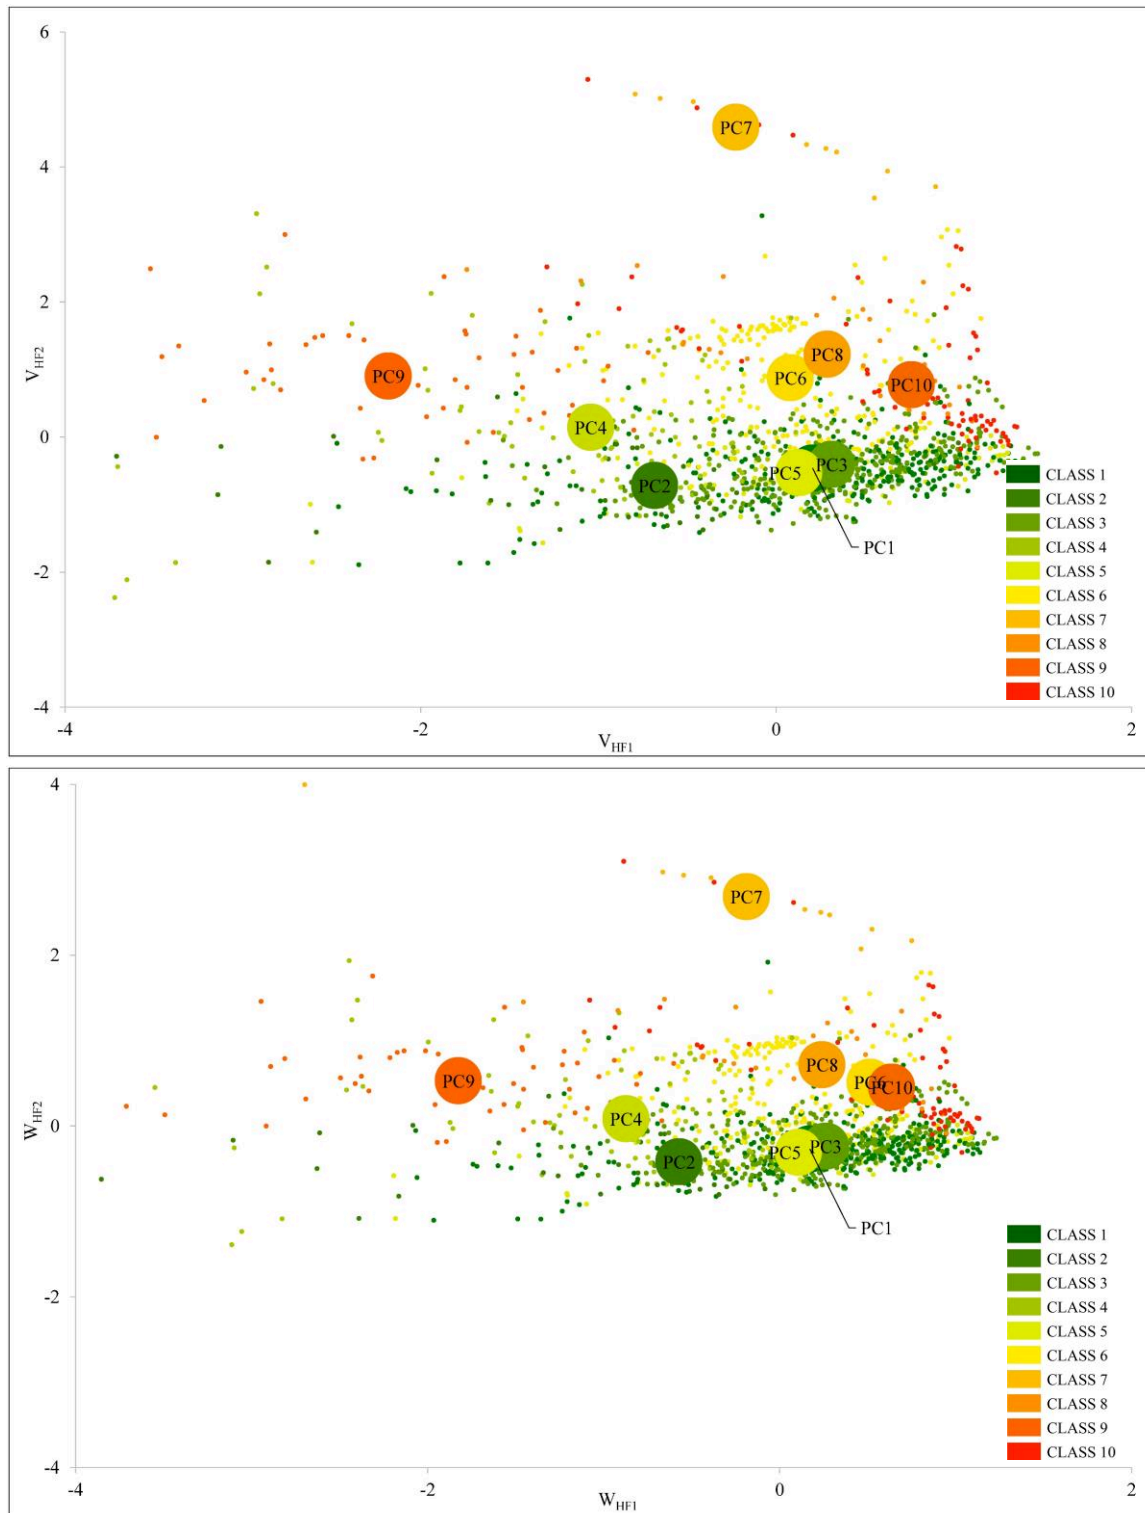 6
4
2
0
-2
-4
V_HF2
-4
-2
0
2
V_HF1
PC7
PC8
PC9
PC6
PC10
PC4
PC3
PC5
PC2
PC1
CLASS 1
CLASS 2
CLASS 3
CLASS 4
CLASS 5
CLASS 6
CLASS 7
CLASS 8
CLASS 9
CLASS 10
4
2
0
-2
-4
W_HF2
-4
-2
0
2
W_HF1
PC7
PC8
PC9
PC6
PC10
PC4
PC3
PC5
PC2
PC1
CLASS 1
CLASS 2
CLASS 3
CLASS 4
CLASS 5
CLASS 6
CLASS 7
CLASS 8
CLASS 9
CLASS 10